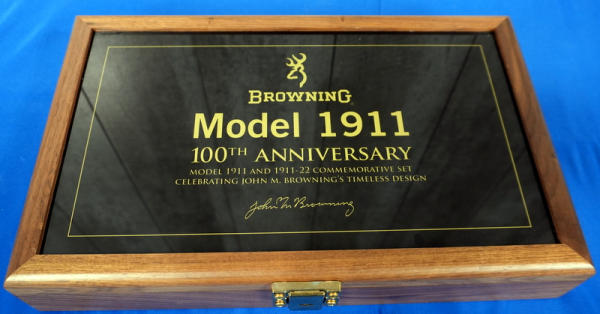 BROWNING
Model 1911
100TH ANNIVERSARY
MODEL 1911 AND 1911-22 COMMEMORATIVE SET
CELEBRATING JOHN M. BROWNING'S TIMELESS DESIGN
John M Browning